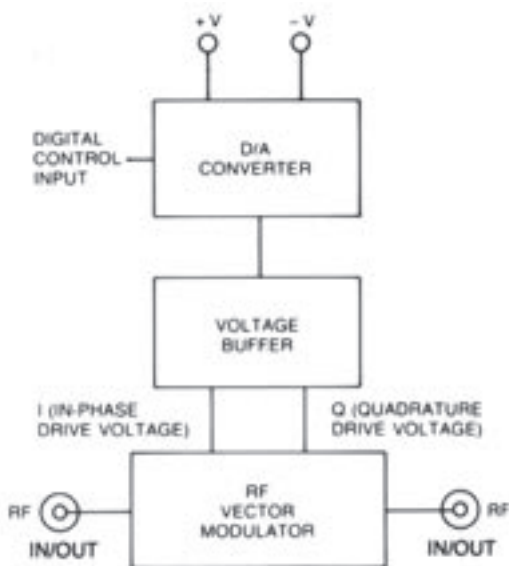 + V
- V
DIGITAL
CONTROL
INPUT
D/A
CONVERTER
VOLTAGE
BUFFER
I (IN-PHASE
DRIVE VOLTAGE)
Q (QUADRATURE
DRIVE VOLTAGE)
RF
IN/OUT
RF
VECTOR
MODULATOR
RF
IN/OUT